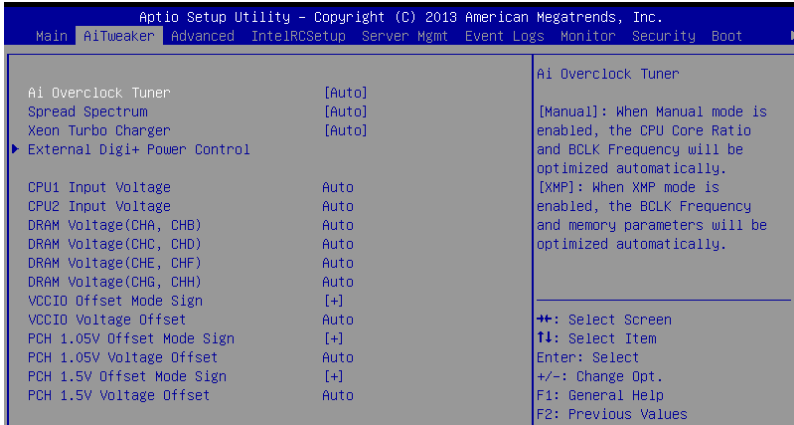 Aptio Setup Utility – Copyright (C) 2013 American Megatrends, Inc.
Main AiTweaker Advanced IntelRCSetup Server Mgmt Event Logs Monitor Security Boot
Ai Overclock Tuner [Auto]
Spread Spectrum [Auto]
Xeon Turbo Charger [Auto]
External Digi+ Power Control
CPU1 Input Voltage Auto
CPU2 Input Voltage Auto
DRAM Voltage(CHA, CHB) Auto
DRAM Voltage(CHC, CHD) Auto
DRAM Voltage(CHE, CHF) Auto
DRAM Voltage(CHG, CHH) Auto
VCCIO Offset Mode Sign [+]
VCCIO Voltage Offset Auto
PCH 1.05V Offset Mode Sign [+]
PCH 1.05V Voltage Offset Auto
PCH 1.5V Offset Mode Sign [+]
PCH 1.5V Voltage Offset Auto
Ai Overclock Tuner
[Manual]: When Manual mode is
enabled, the CPU Core Ratio
and BCLK Frequency will be
optimized automatically.
[XMP]: When XMP mode is
enabled, the BCLK Frequency
and memory parameters will be
optimized automatically.
→←: Select Screen
↑↓: Select Item
Enter: Select
+/-: Change Opt.
F1: General Help
F2: Previous Values